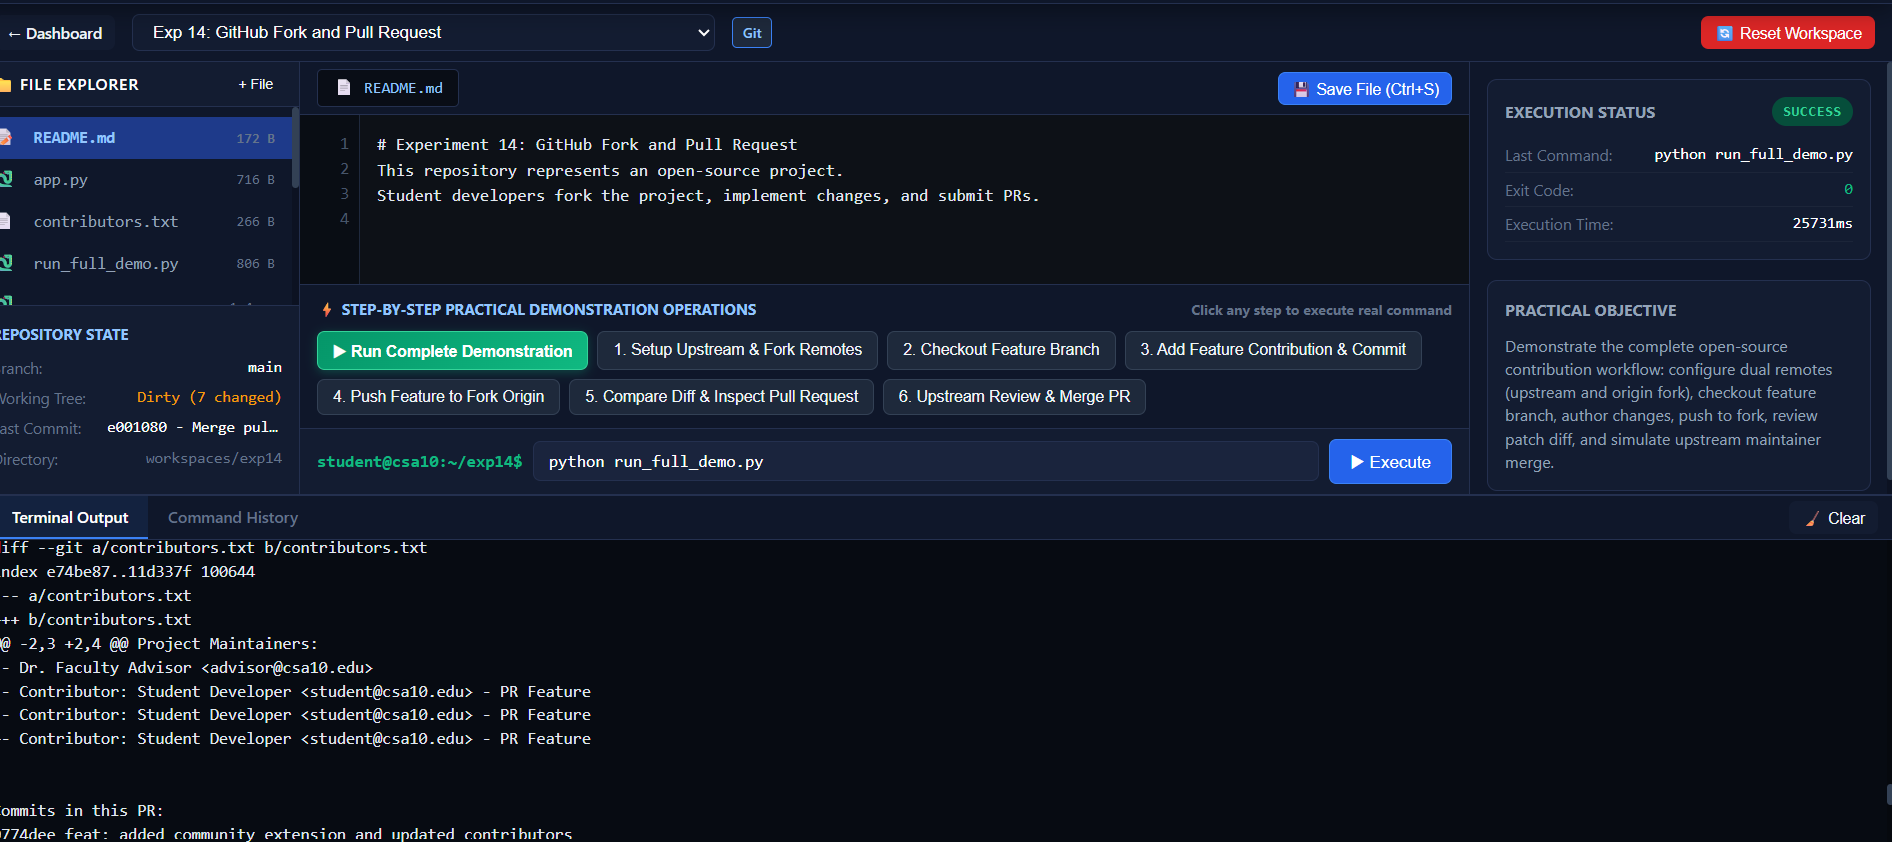 ← Dashboard
Exp 14: GitHub Fork and Pull Request
Git
Reset Workspace
FILE EXPLORER
+ File
README.md 172 B
app.py 716 B
contributors.txt 266 B
run_full_demo.py 806 B
README.md
Save File (Ctrl+S)
1 # Experiment 14: GitHub Fork and Pull Request
2 This repository represents an open-source project.
3 Student developers fork the project, implement changes, and submit PRs.
4
EXECUTION STATUS
SUCCESS
Last Command: python run_full_demo.py
Exit Code: 0
Execution Time: 25731ms
REPOSITORY STATE
ranch: main
Working Tree: Dirty (7 changed)
ast Commit: e001080 - Merge pul…
Directory: workspaces/exp14
STEP-BY-STEP PRACTICAL DEMONSTRATION OPERATIONS
Click any step to execute real command
▶ Run Complete Demonstration
1. Setup Upstream & Fork Remotes
2. Checkout Feature Branch
3. Add Feature Contribution & Commit
4. Push Feature to Fork Origin
5. Compare Diff & Inspect Pull Request
6. Upstream Review & Merge PR
student@csa10:~/exp14$ python run_full_demo.py
▶ Execute
PRACTICAL OBJECTIVE
Demonstrate the complete open-source
contribution workflow: configure dual remotes
(upstream and origin fork), checkout feature
branch, author changes, push to fork, review
patch diff, and simulate upstream maintainer
merge.
Terminal Output
Command History
Clear
iff --git a/contributors.txt b/contributors.txt
ndex e74be87..11d337f 100644
-- a/contributors.txt
++ b/contributors.txt
@ -2,3 +2,4 @@ Project Maintainers:
- Dr. Faculty Advisor <advisor@csa10.edu>
- Contributor: Student Developer <student@csa10.edu> - PR Feature
- Contributor: Student Developer <student@csa10.edu> - PR Feature
- Contributor: Student Developer <student@csa10.edu> - PR Feature
ommits in this PR:
774dee feat: added community extension and updated contributors